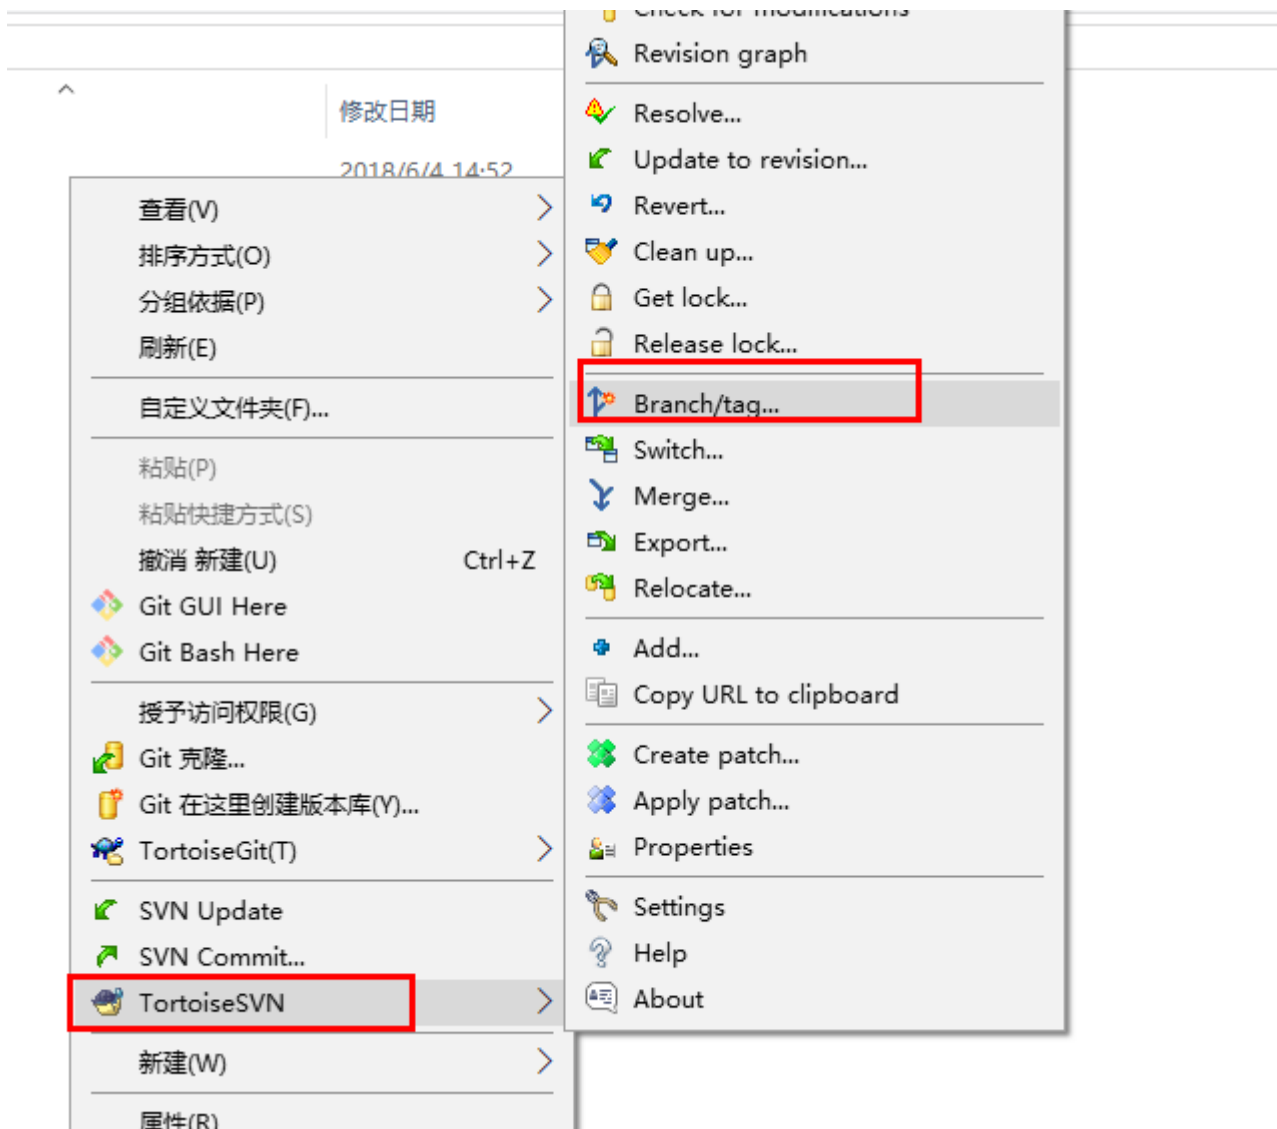 修改日期
2018/6/4 14:52
查看(V)
排序方式(O)
分组依据(P)
刷新(E)
自定义文件夹(F)...
粘贴(P)
粘贴快捷方式(S)
撤消 新建(U) Ctrl+Z
Git GUI Here
Git Bash Here
授予访问权限(G)
Git 克隆...
Git 在这里创建版本库(Y)...
TortoiseGit(T)
SVN Update
SVN Commit...
TortoiseSVN
新建(W)
属性(R)
Check for modifications
Revision graph
Resolve...
Update to revision...
Revert...
Clean up...
Get lock...
Release lock...
Branch/tag...
Switch...
Merge...
Export...
Relocate...
Add...
Copy URL to clipboard
Create patch...
Apply patch...
Properties
Settings
Help
About